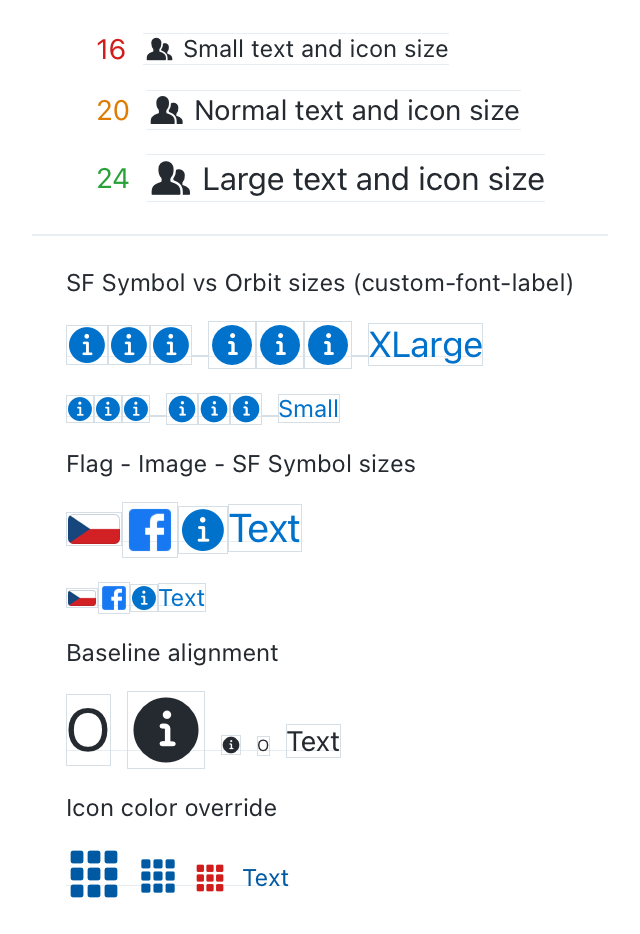 16 Small text and icon size
20 Normal text and icon size
24 Large text and icon size
SF Symbol vs Orbit sizes (custom-font-label)
XLarge
Small
Flag - Image - SF Symbol sizes
Text
Text
Baseline alignment
O O Text
Icon color override
Text